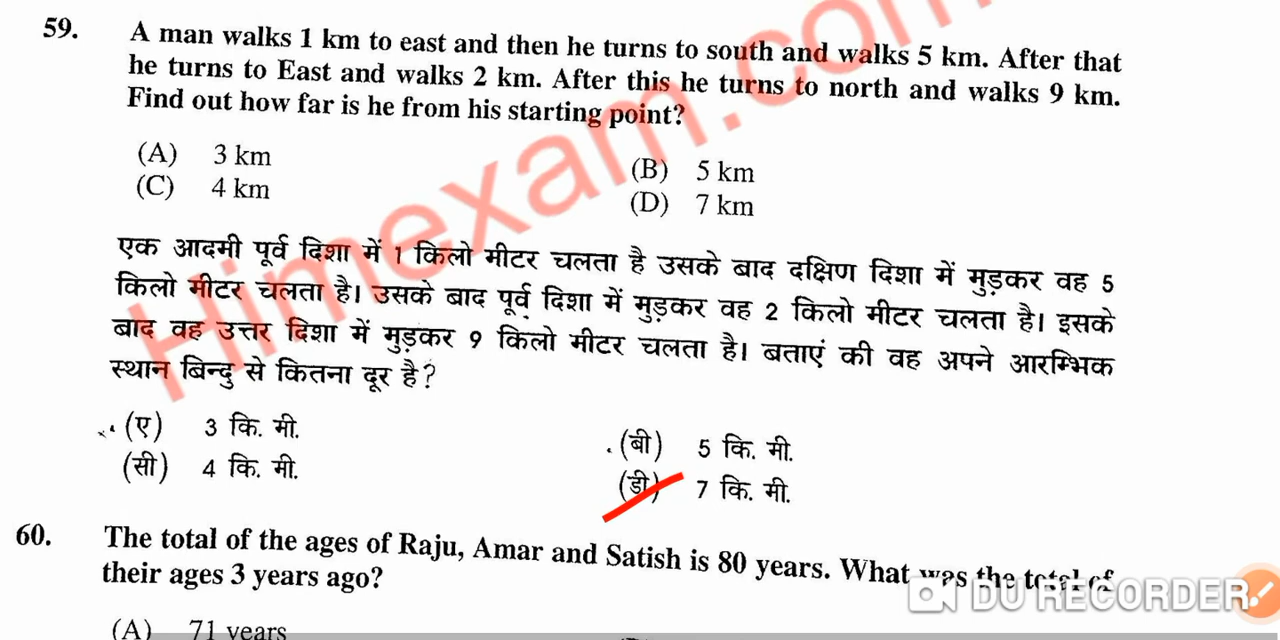 59. A man walks 1 km to east and then he turns to south and walks 5 km. After that
he turns to East and walks 2 km. After this he turns to north and walks 9 km.
Find out how far is he from his starting point?
(A) 3 km (B) 5 km
(C) 4 km (D) 7 km
एक आदमी पूर्व दिशा में 1 किलो मीटर चलता है उसके बाद दक्षिण दिशा में मुड़कर वह 5
किलो मीटर चलता है। उसके बाद पूर्व दिशा में मुड़कर वह 2 किलो मीटर चलता है। इसके
बाद वह उत्तर दिशा में मुड़कर 9 किलो मीटर चलता है। बताएं की वह अपने आरम्भिक
स्थान बिन्दु से कितना दूर है?
(ए) 3 कि. मी. (बी) 5 कि. मी.
(सी) 4 कि. मी. (डी) 7 कि. मी.
60. The total of the ages of Raju, Amar and Satish is 80 years. What was the total of
their ages 3 years ago?
(A) 71 years
Himexam.com
DU RECORDER